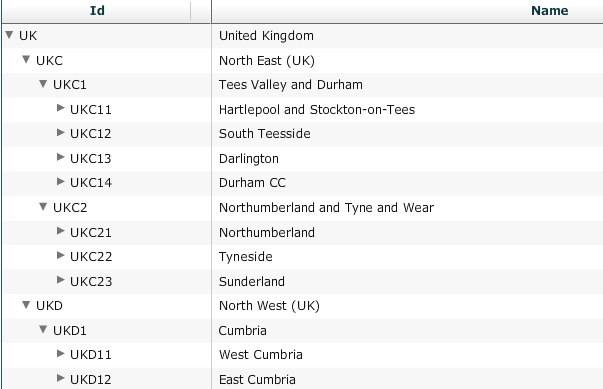 Id Name
UK United Kingdom
UKC North East (UK)
UKC1 Tees Valley and Durham
UKC11 Hartlepool and Stockton-on-Tees
UKC12 South Teesside
UKC13 Darlington
UKC14 Durham CC
UKC2 Northumberland and Tyne and Wear
UKC21 Northumberland
UKC22 Tyneside
UKC23 Sunderland
UKD North West (UK)
UKD1 Cumbria
UKD11 West Cumbria
UKD12 East Cumbria